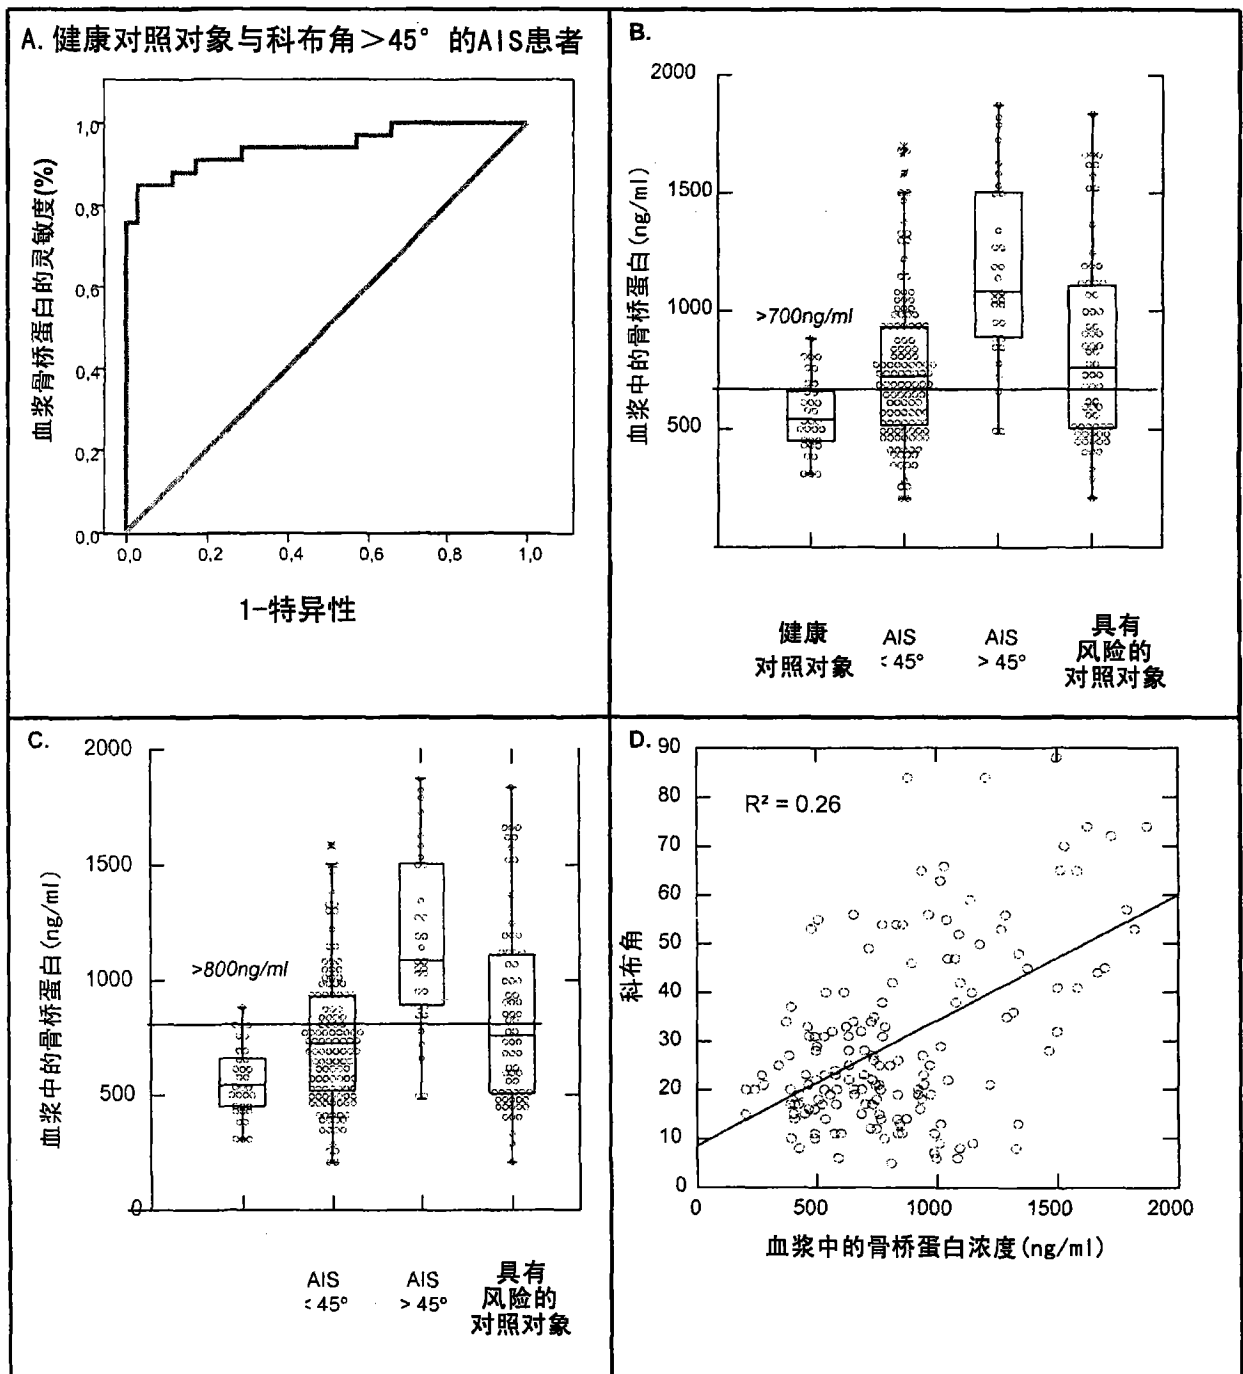 A. 健康对照对象与科布角＞45° 的AIS患者
血浆骨桥蛋白的灵敏度(%)
1,0
0,8
0,6
0,4
0,2
0,0
0,0 0,2 0,4 0,6 0,8 1,0
1-特异性
B.
血浆中的骨桥蛋白(ng/ml)
2000
1500
1000
500
>700ng/ml
健康
对照对象
AIS
< 45°
AIS
> 45°
具有
风险的
对照对象
C.
血浆中的骨桥蛋白(ng/ml)
2000
1500
1000
500
0
>800ng/ml
AIS
< 45°
AIS
> 45°
具有
风险的
对照对象
D.
科布角
90
80
70
60
50
40
30
20
10
0
R² = 0.26
0 500 1000 1500 2000
血浆中的骨桥蛋白浓度(ng/ml)